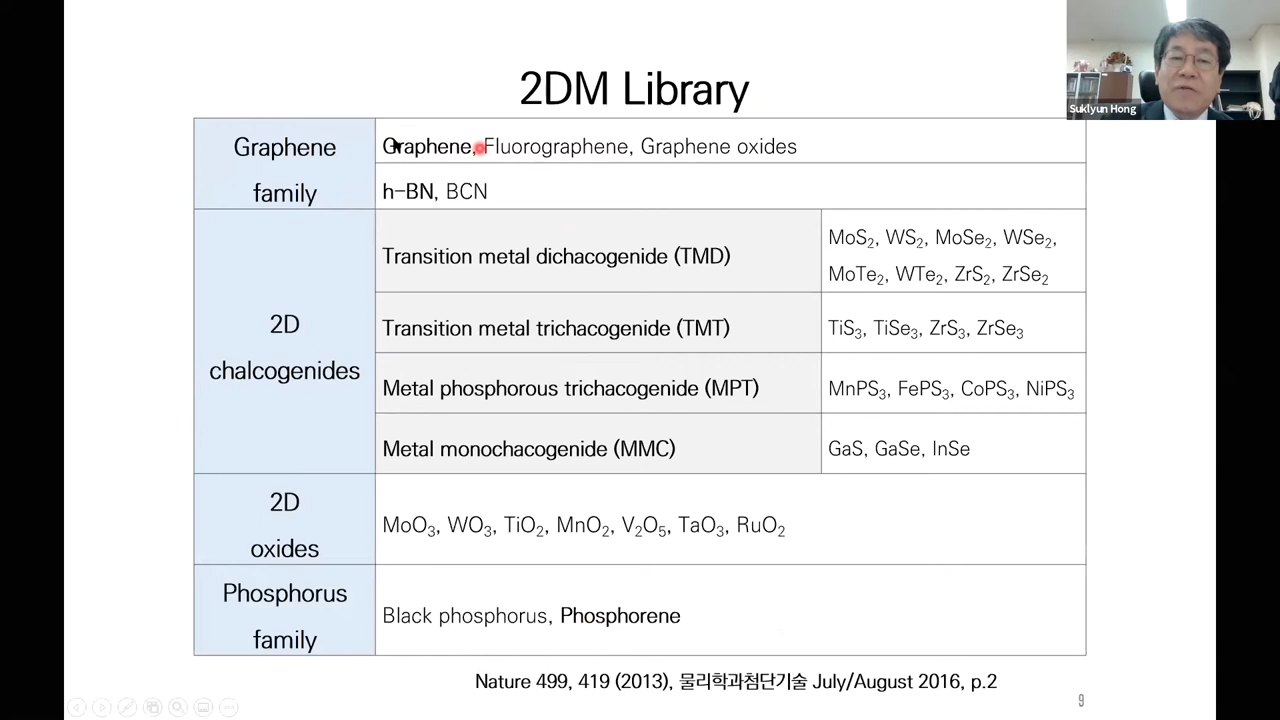 2DM Library
Suklyun Hong
Graphene family
Graphene, Fluorographene, Graphene oxides
h-BN, BCN
2D chalcogenides
Transition metal dichacogenide (TMD)
MoS₂, WS₂, MoSe₂, WSe₂,
MoTe₂, WTe₂, ZrS₂, ZrSe₂
Transition metal trichacogenide (TMT)
TiS₃, TiSe₃, ZrS₃, ZrSe₃
Metal phosphorous trichacogenide (MPT)
MnPS₃, FePS₃, CoPS₃, NiPS₃
Metal monochacogenide (MMC)
GaS, GaSe, InSe
2D oxides
MoO₃, WO₃, TiO₂, MnO₂, V₂O₅, TaO₃, RuO₂
Phosphorus family
Black phosphorus, Phosphorene
Nature 499, 419 (2013), 물리학과첨단기술 July/August 2016, p.2
9